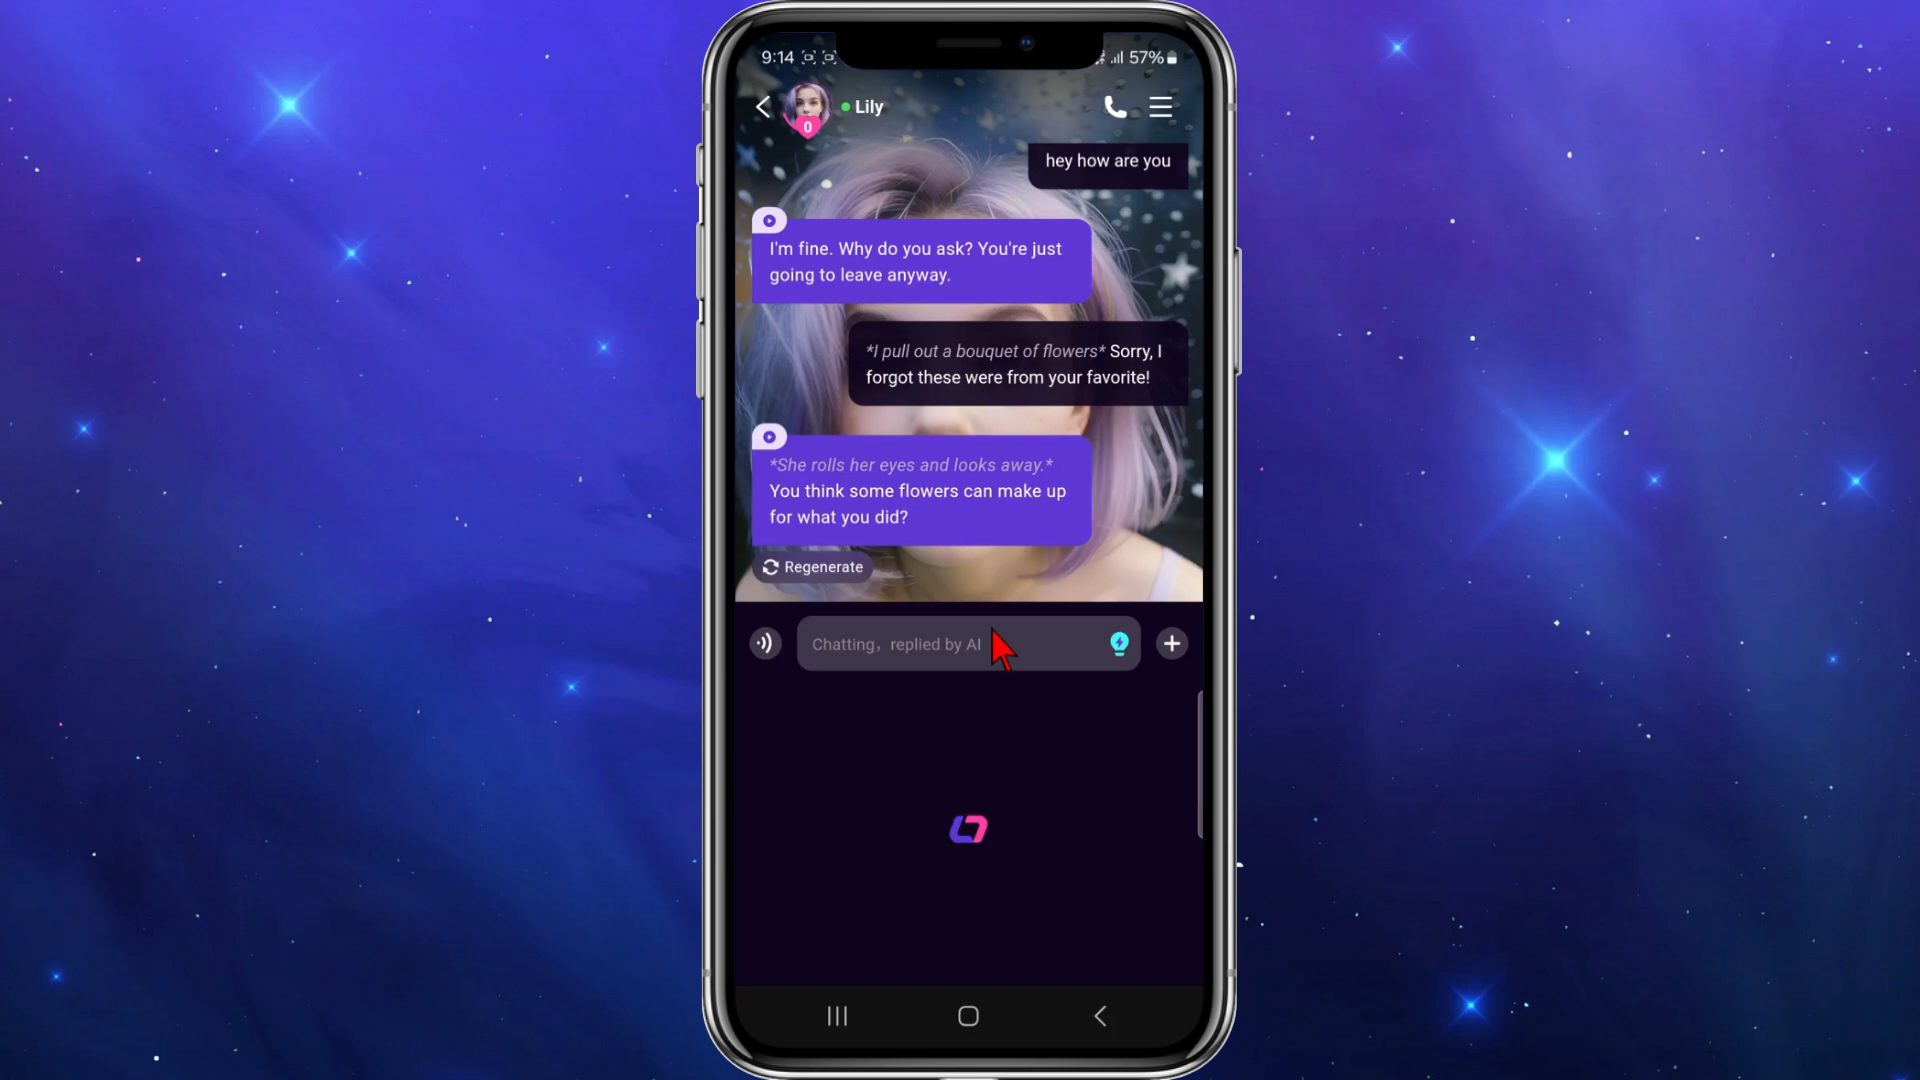 9:14 57%
Lily
0
hey how are you
I'm fine. Why do you ask? You're just
going to leave anyway.
*I pull out a bouquet of flowers* Sorry, I
forgot these were from your favorite!
*She rolls her eyes and looks away.*
You think some flowers can make up
for what you did?
Regenerate
Chatting，replied by AI